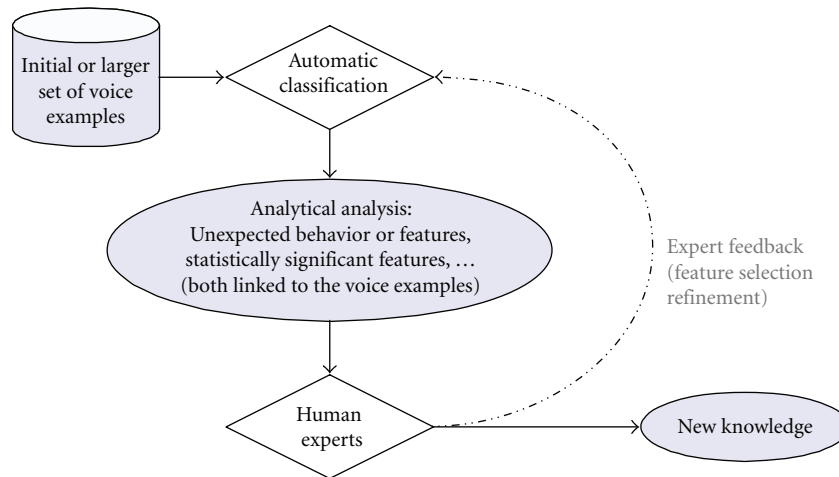 Initial or larger
set of voice
examples
Automatic
classification
Analytical analysis:
Unexpected behavior or features,
statistically significant features, …
(both linked to the voice examples)
Expert feedback
(feature selection
refinement)
Human
experts
New knowledge